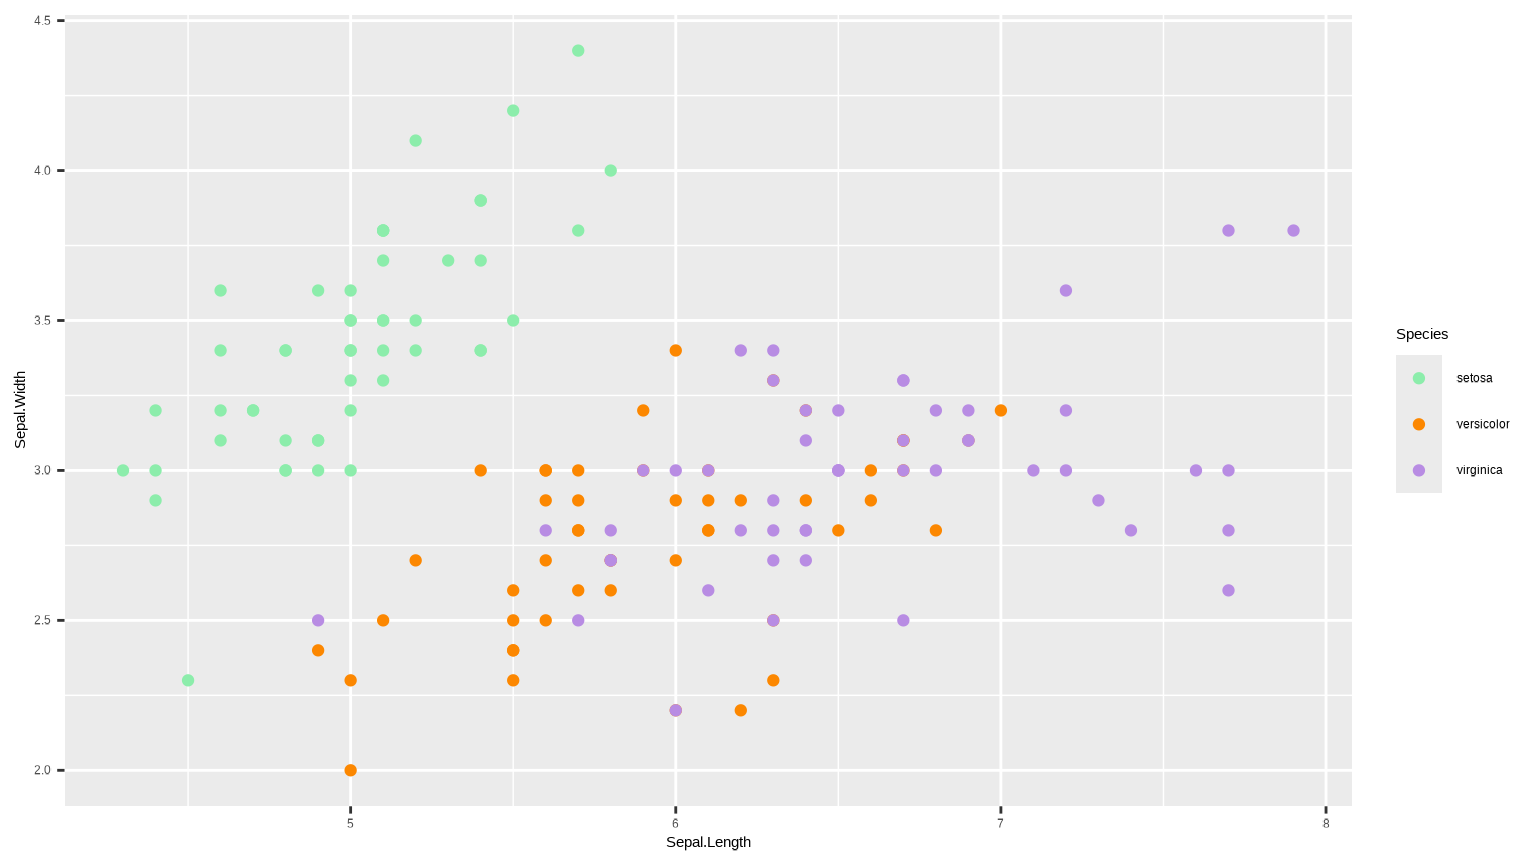 4.5
4.0
3.5
3.0
2.5
2.0
Sepal.Width
5 6 7 8
Sepal.Length
Species
setosa
versicolor
virginica